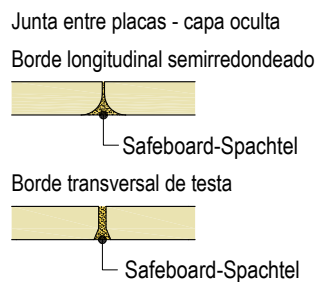 Junta entre placas - capa oculta
Borde longitudinal semirredondeado
Safeboard-Spachtel
Borde transversal de testa
Safeboard-Spachtel